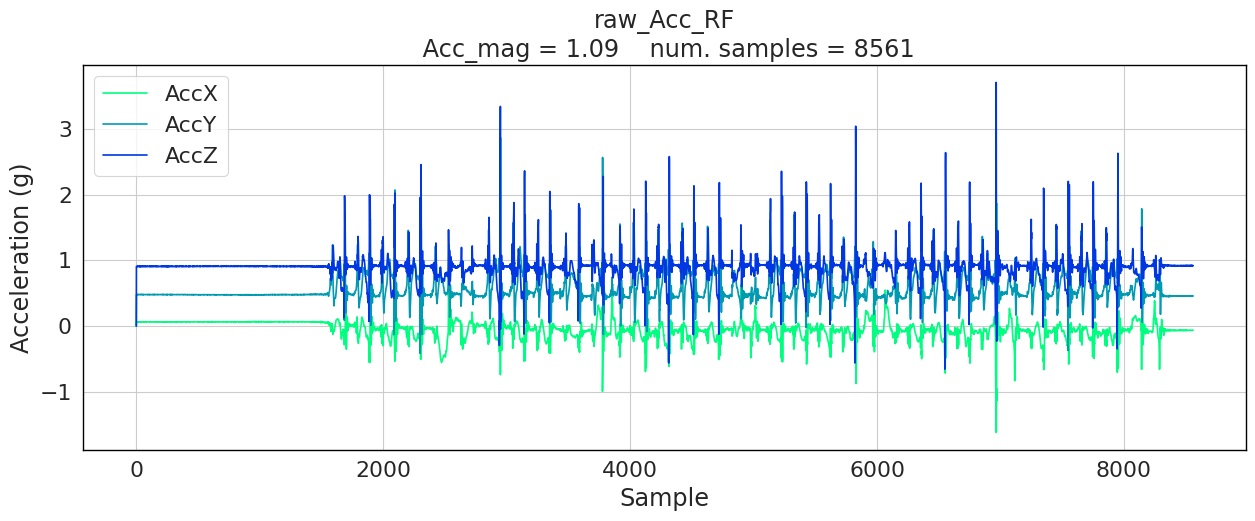 raw_Acc_RF
Acc_mag = 1.09    num. samples = 8561
AccX
AccY
AccZ
Acceleration (g)
3
2
1
0
−1
0 2000 4000 6000 8000
Sample